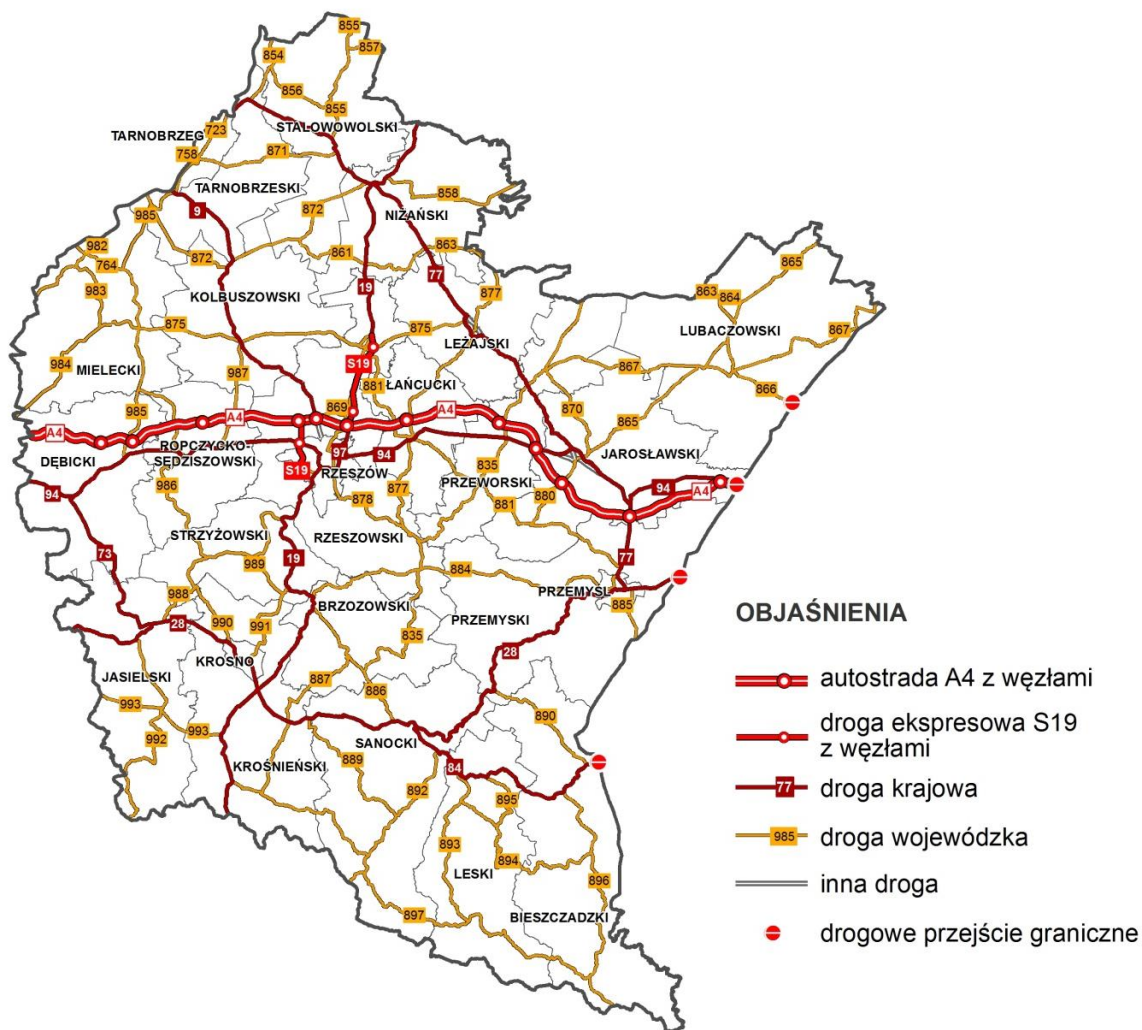 855
857
854
856
855
STALOWOWOLSKI
TARNOBRZEG
723
758
871
TARNOBRZESKI
858
9
872
985
NIŻAŃSKI
982
872
861
863
764
77
865
983
KOLBUSZOWSKI
19
877
863
864
LUBACZOWSKI
875
875
867
LEŻAJSKI
984
S19
867
MIELECKI
987
881
ŁAŃCUCKI
866
985
869
870
A4
A4
865
A4
ROPCZYCKO-
SĘDZISZOWSKI
DĘBICKI
97
94
JAROSŁAWSKI
S19
RZESZÓW
835
94
PRZEWORSKI
94
986
877
880
A4
878
881
STRZYŻOWSKI
RZESZOWSKI
73
989
19
77
884
988
PRZEMYŚL
BRZOZOWSKI
885
990
991
835
PRZEMYSKI
28
KROSNO
28
JASIELSKI
887
886
993
890
993
992
SANOCKI
KROŚNIEŃSKI
889
84
892
895
893
894
LESKI
896
897
BIESZCZADZKI
OBJAŚNIENIA
autostrada A4 z węzłami
droga ekspresowa S19
z węzłami
77
droga krajowa
985
droga wojewódzka
inna droga
drogowe przejście graniczne